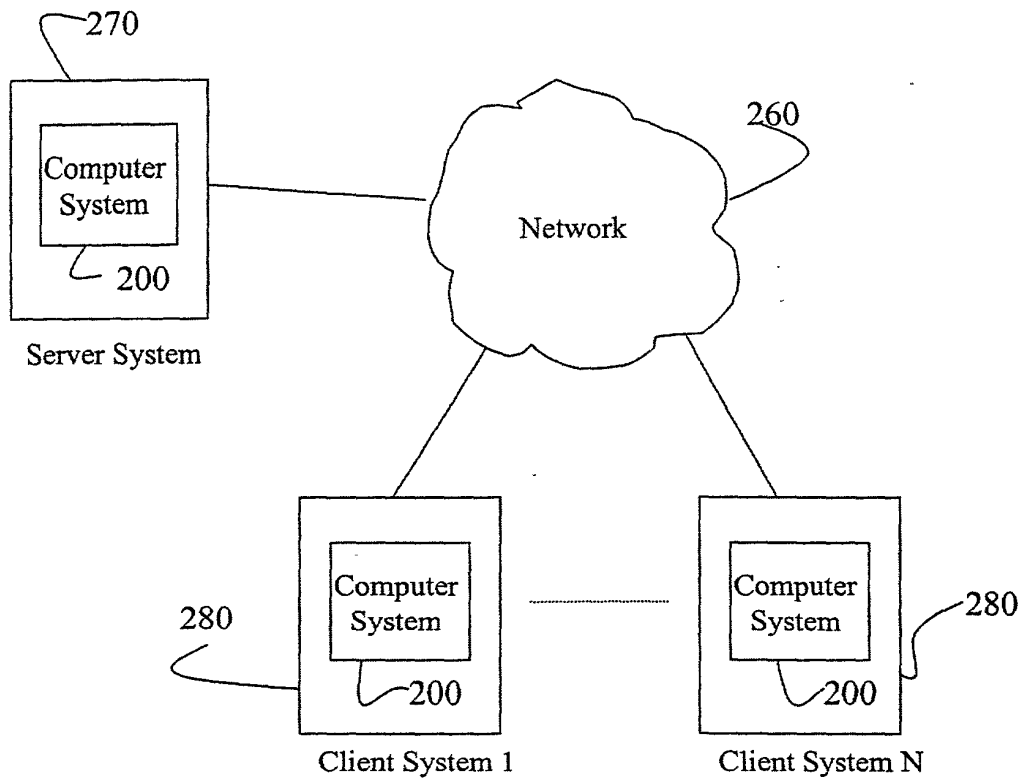 270
Computer
System
200
Server System
260
Network
Computer
System
200
280
Client System 1
Computer
System
200
280
Client System N